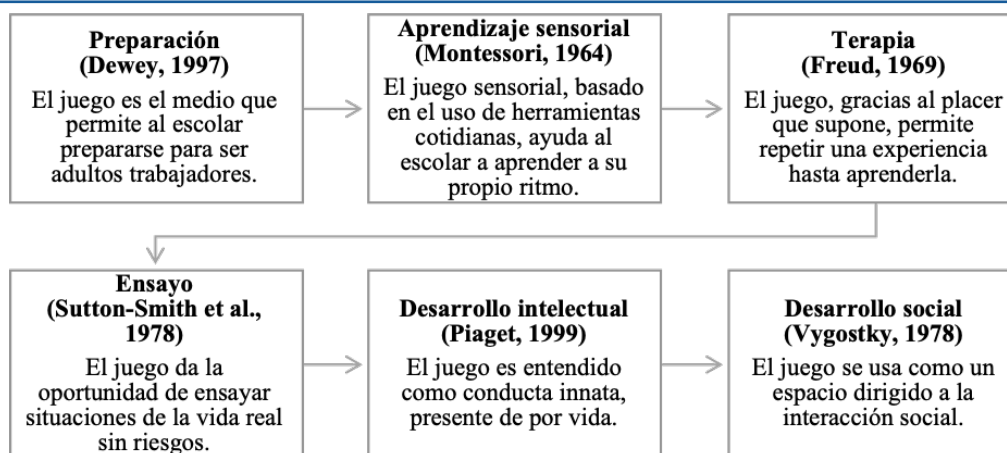 Preparación
(Dewey, 1997)
El juego es el medio que
permite al escolar
prepararse para ser
adultos trabajadores.
Aprendizaje sensorial
(Montessori, 1964)
El juego sensorial, basado
en el uso de herramientas
cotidianas, ayuda al
escolar a aprender a su
propio ritmo.
Terapia
(Freud, 1969)
El juego, gracias al placer
que supone, permite
repetir una experiencia
hasta aprenderla.
Ensayo
(Sutton-Smith et al.,
1978)
El juego da la
oportunidad de ensayar
situaciones de la vida real
sin riesgos.
Desarrollo intelectual
(Piaget, 1999)
El juego es entendido
como conducta innata,
presente de por vida.
Desarrollo social
(Vygostky, 1978)
El juego se usa como un
espacio dirigido a la
interacción social.